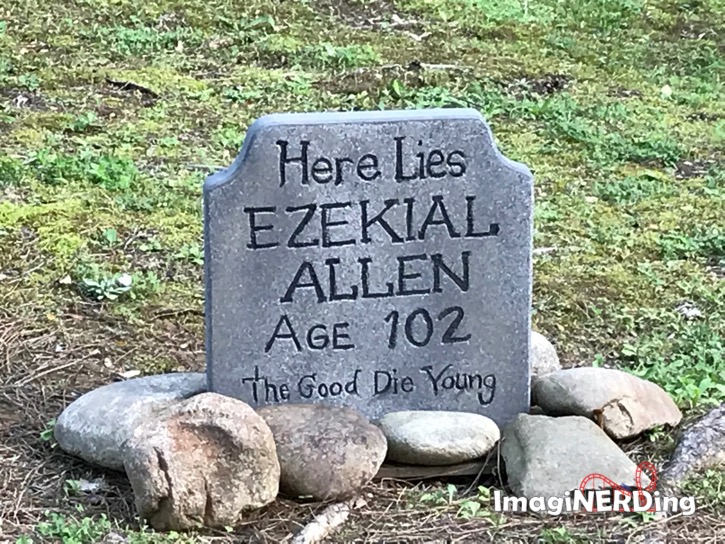 Here Lies
EZEKIAL
ALLEN
AGE 102
The Good Die Young
ImagiNERDing